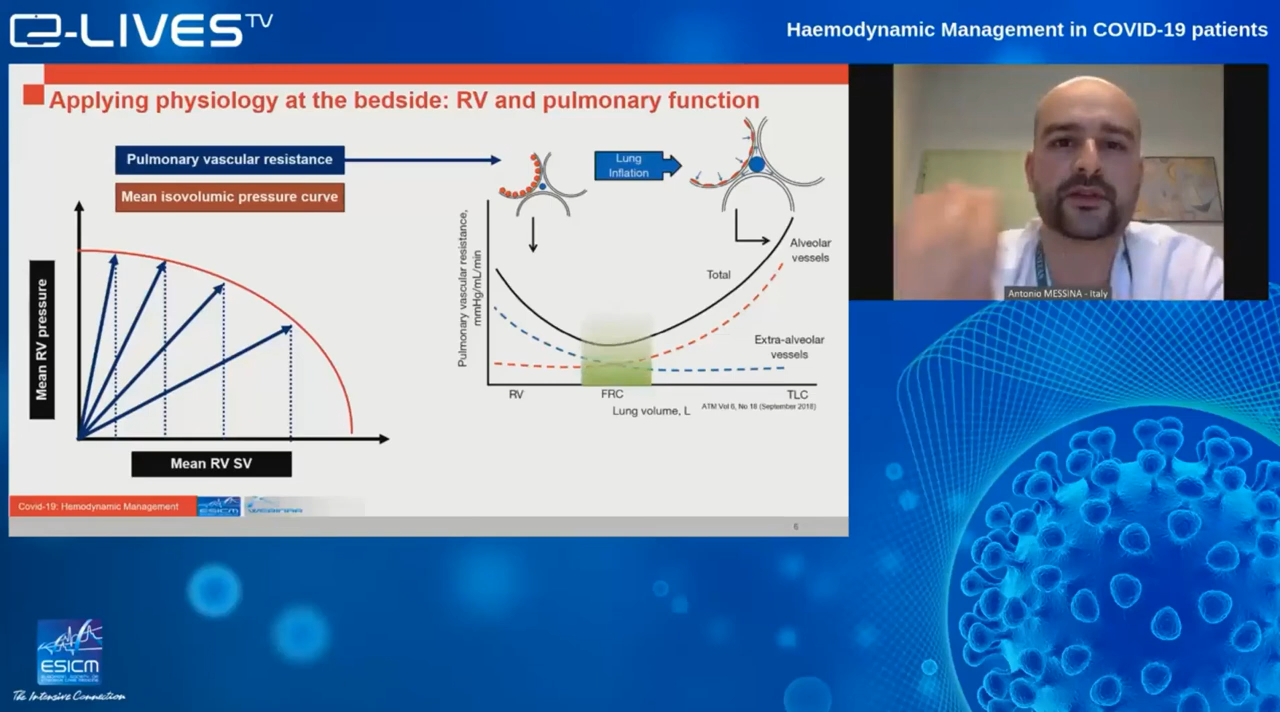 e-LIVES TV
Haemodynamic Management in COVID-19 patients
Applying physiology at the bedside: RV and pulmonary function
Pulmonary vascular resistance
Mean isovolumic pressure curve
Mean RV pressure
Mean RV SV
Lung
Inflation
Pulmonary vascular resistance,
mmHg/mL/min
Alveolar
vessels
Total
Extra-alveolar
vessels
RV
FRC
TLC
Lung volume, L
ATM Vol 6, No 18 (September 2018)
Antonio MESSINA - Italy
Covid-19: Hemodynamic Management
ESICM
6
ESICM
The Intensive Connection